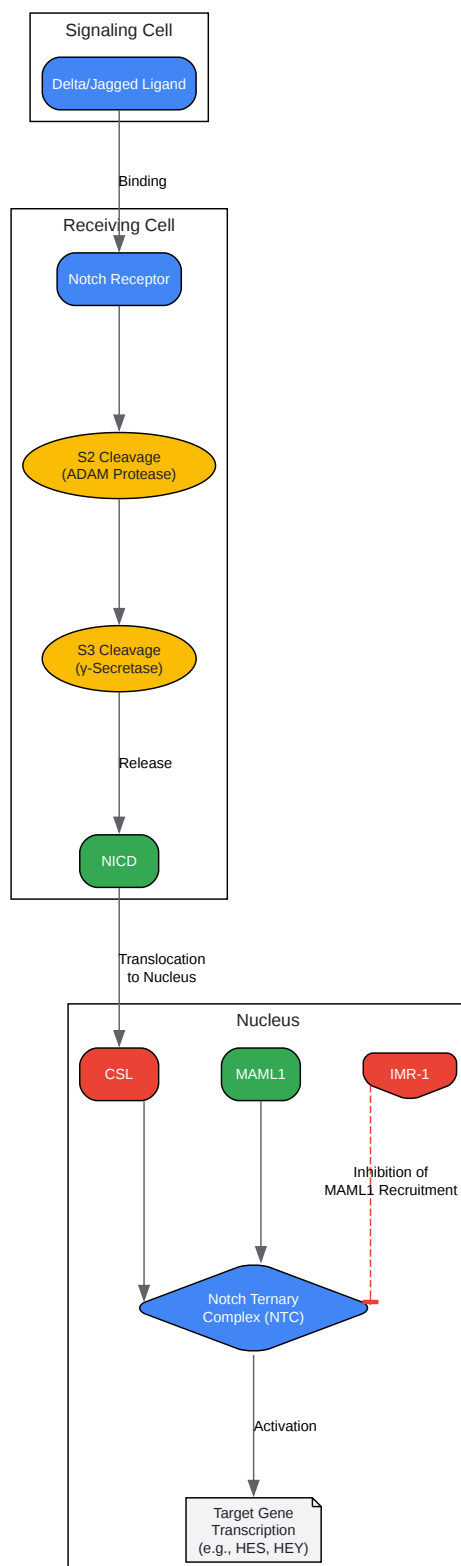 Signaling Cell
Delta/Jagged Ligand
Binding
Receiving Cell
Notch Receptor
S2 Cleavage
(ADAM Protease)
S3 Cleavage
(γ-Secretase)
Release
NICD
Translocation
to Nucleus
Nucleus
CSL
MAML1
IMR-1
Inhibition of
MAML1 Recruitment
Notch Ternary
Complex (NTC)
Activation
Target Gene
Transcription
(e.g., HES, HEY)